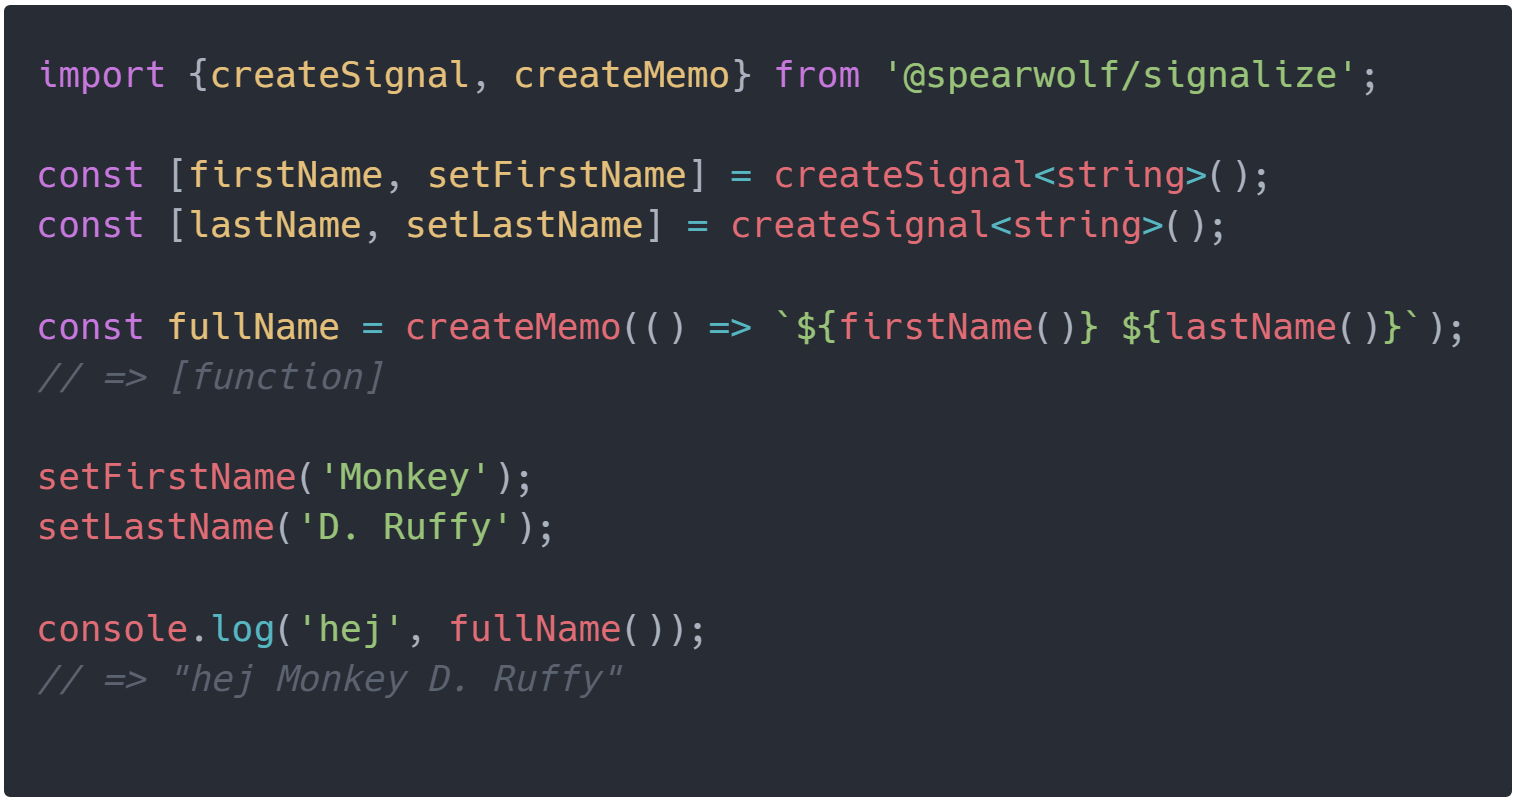 import {createSignal, createMemo} from '@spearwolf/signalize';
const [firstName, setFirstName] = createSignal<string>();
const [lastName, setLastName] = createSignal<string>();
const fullName = createMemo(() => `${firstName()} ${lastName()}`);
// => [function]
setFirstName('Monkey');
setLastName('D. Ruffy');
console.log('hej', fullName());
// => "hej Monkey D. Ruffy"